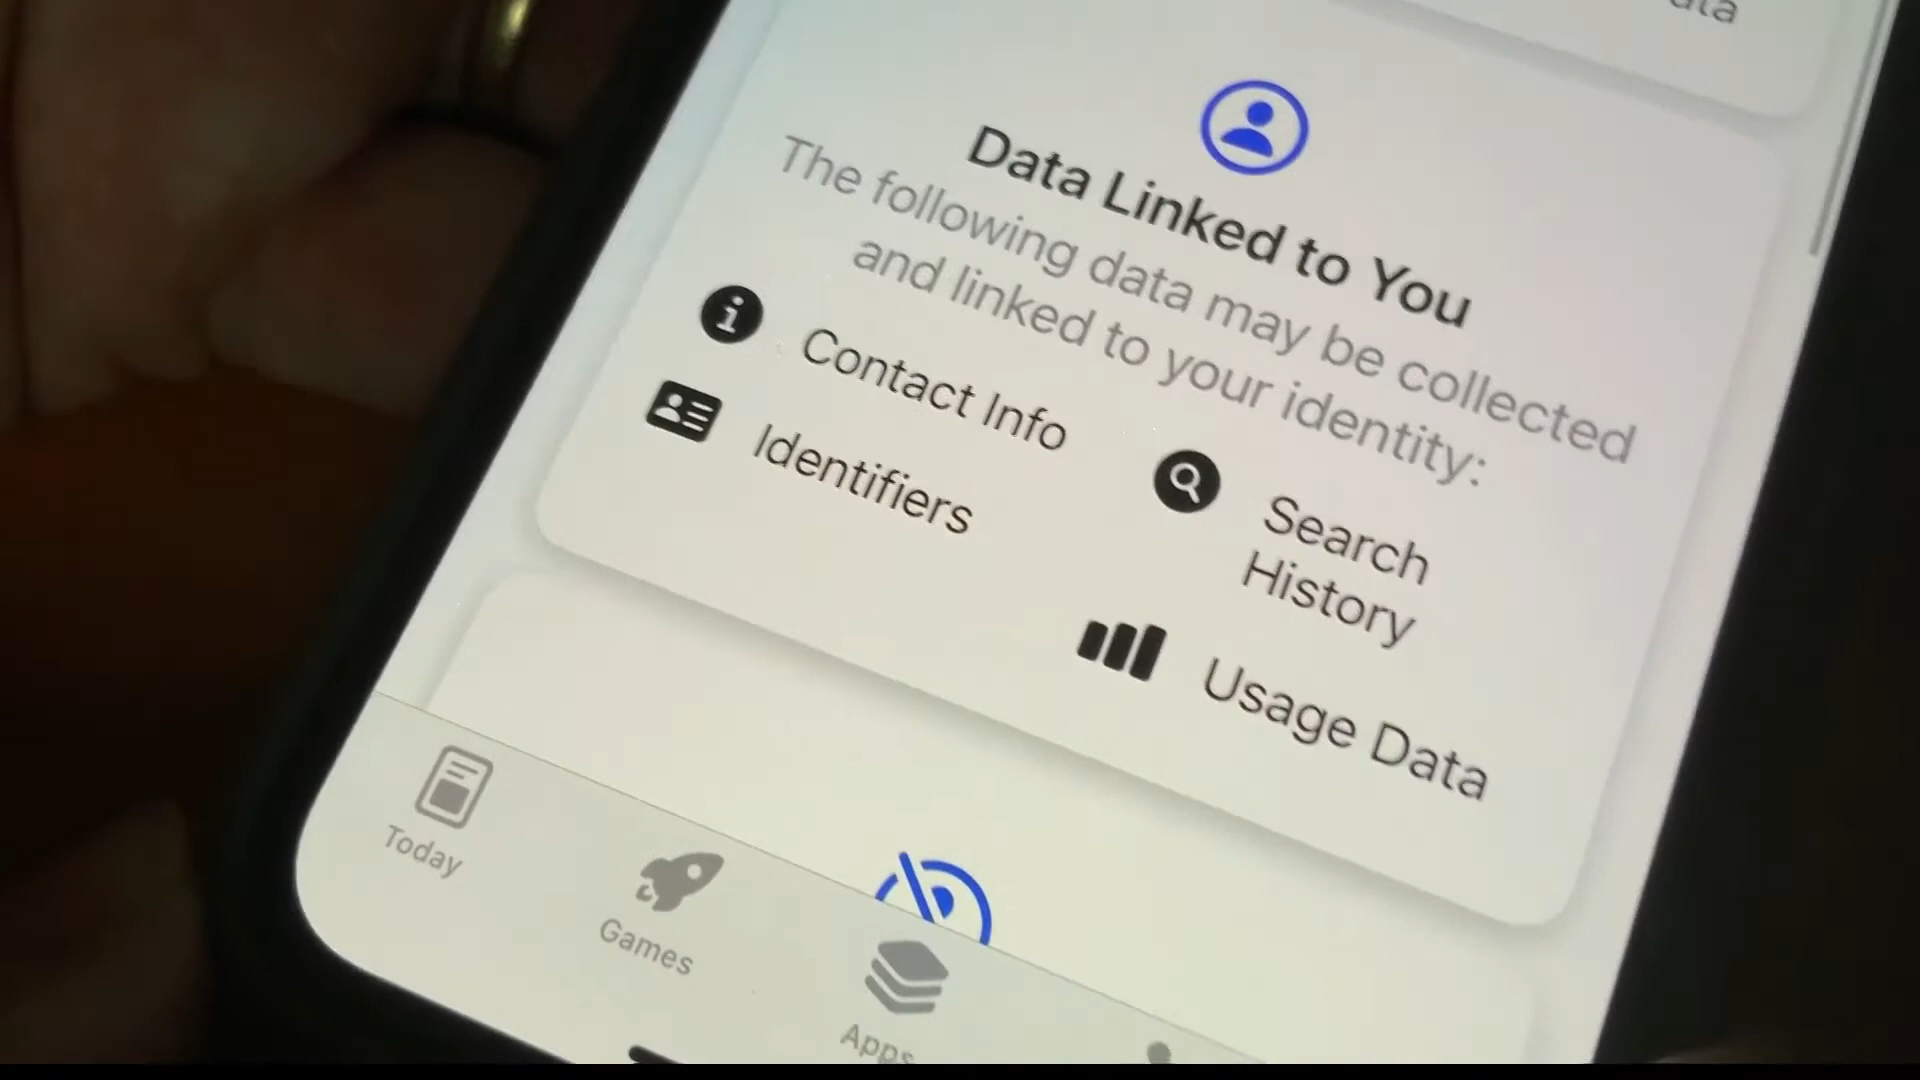 Data Linked to You
The following data may be collected
and linked to your identity:
Contact Info
Identifiers
Search
History
Usage Data
Today
Games
Apps